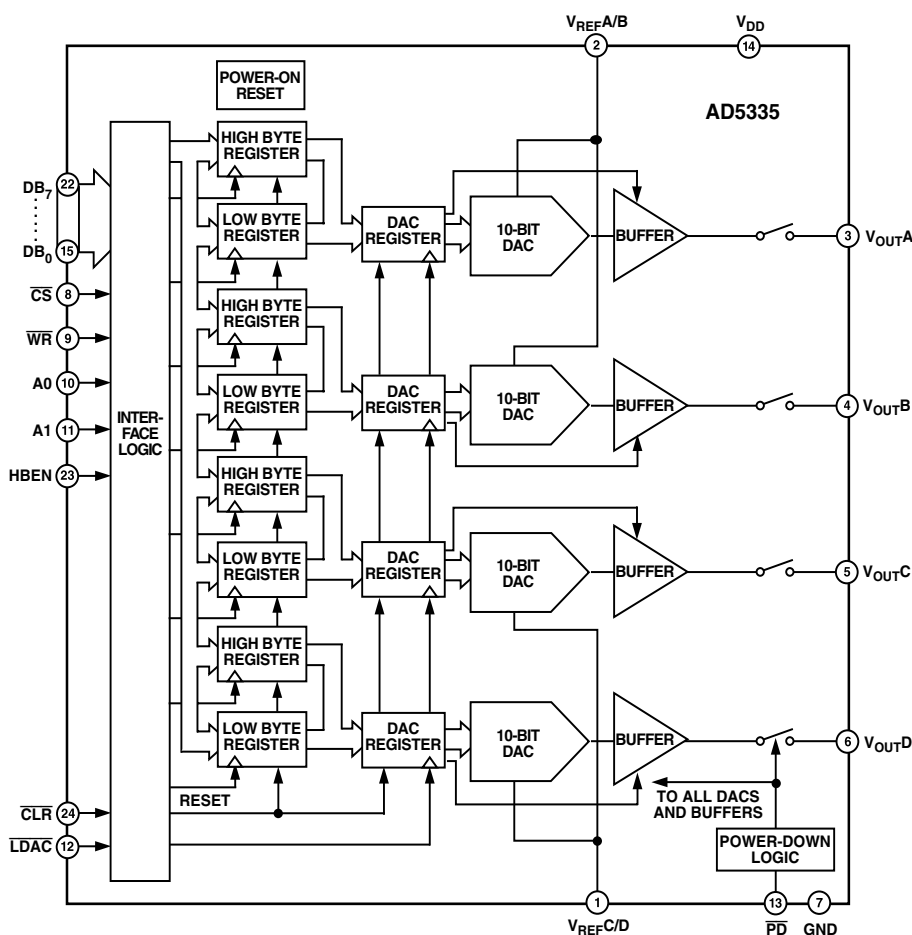 VREFA/B
VDD
2
14
POWER-ON
RESET
AD5335
HIGH BYTE
REGISTER
DB7
22
LOW BYTE
REGISTER
DAC
REGISTER
10-BIT
DAC
BUFFER
3
VOUTA
DB0
15
CS
8
HIGH BYTE
REGISTER
WR
9
A0
10
LOW BYTE
REGISTER
DAC
REGISTER
10-BIT
DAC
BUFFER
4
VOUTB
A1
11
INTER-
FACE
LOGIC
HBEN
23
HIGH BYTE
REGISTER
LOW BYTE
REGISTER
DAC
REGISTER
10-BIT
DAC
BUFFER
5
VOUTC
HIGH BYTE
REGISTER
LOW BYTE
REGISTER
DAC
REGISTER
10-BIT
DAC
BUFFER
6
VOUTD
RESET
TO ALL DACS
AND BUFFERS
CLR
24
LDAC
12
POWER-DOWN
LOGIC
1
13
7
VREFC/D
PD
GND